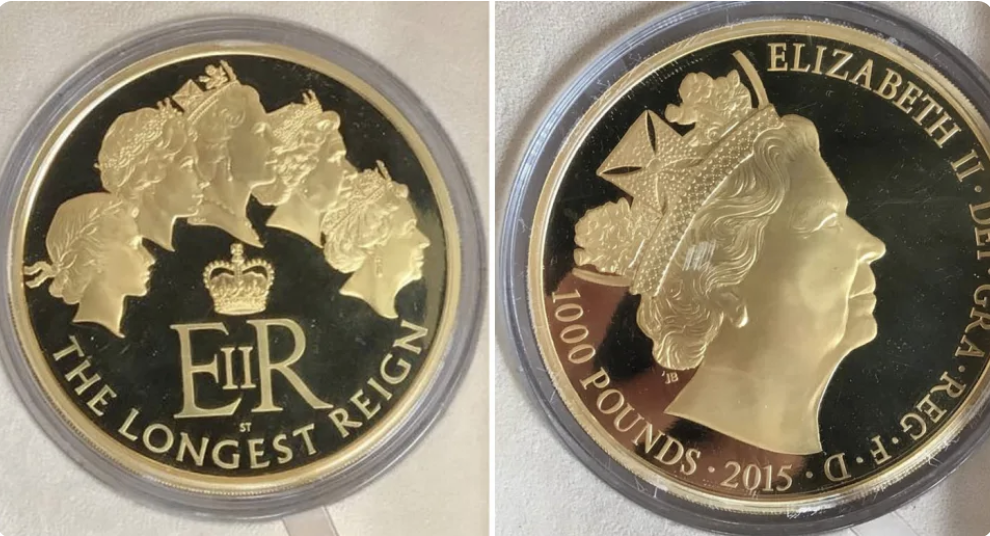 EIIR
ST
THE LONGEST REIGN
ELIZABETH II · DEI · GRA · REG · F · D ·
1000 POUNDS · 2015 ·
JB